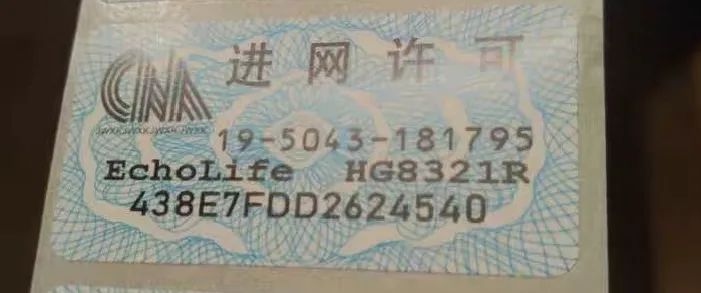 CNA 进网许可
19-5043-181795
EchoLife HG8321R
438E7FDD2624540